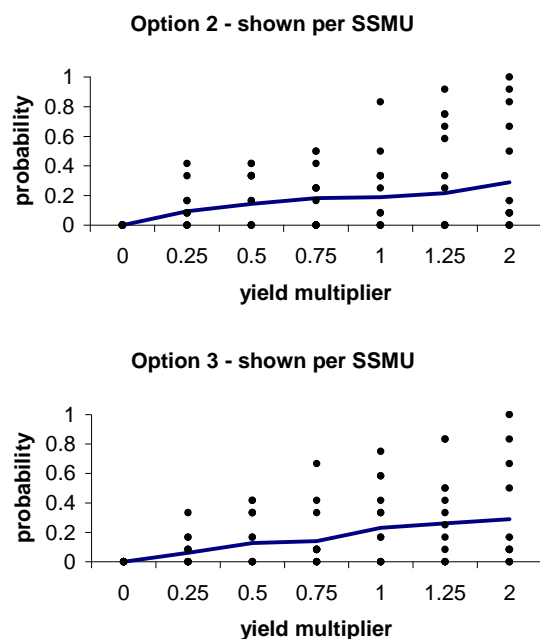 Option 2 - shown per SSMU
1
0.8
0.6
0.4
0.2
0
probability
0 0.25 0.5 0.75 1 1.25 2
yield multiplier
Option 3 - shown per SSMU
1
0.8
0.6
0.4
0.2
0
probability
0 0.25 0.5 0.75 1 1.25 2
yield multiplier